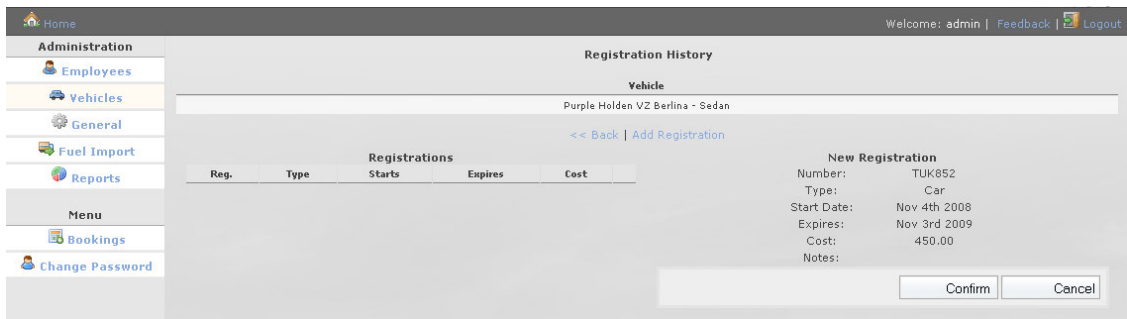 Home Welcome: admin | Feedback | Logout
Administration
Employees
Vehicles
General
Fuel Import
Reports
Menu
Bookings
Change Password
Registration History
Vehicle
Purple Holden VZ Berlina - Sedan
<< Back | Add Registration
Registrations
Reg. Type Starts Expires Cost
New Registration
Number: TUK852
Type: Car
Start Date: Nov 4th 2008
Expires: Nov 3rd 2009
Cost: 450.00
Notes:
Confirm Cancel